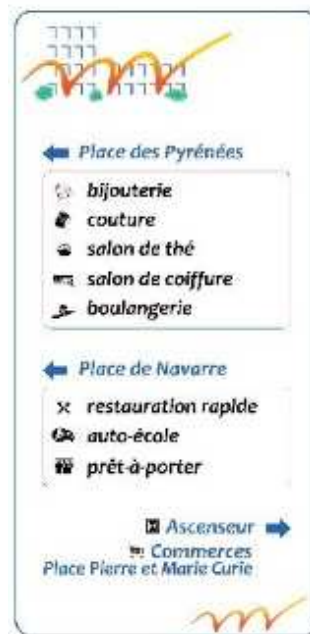 Place des Pyrénées
bijouterie
couture
salon de thé
salon de coiffure
boulangerie
Place de Navarre
restauration rapide
auto-école
prêt-à-porter
Ascenseur
Commerces
Place Pierre et Marie Curie